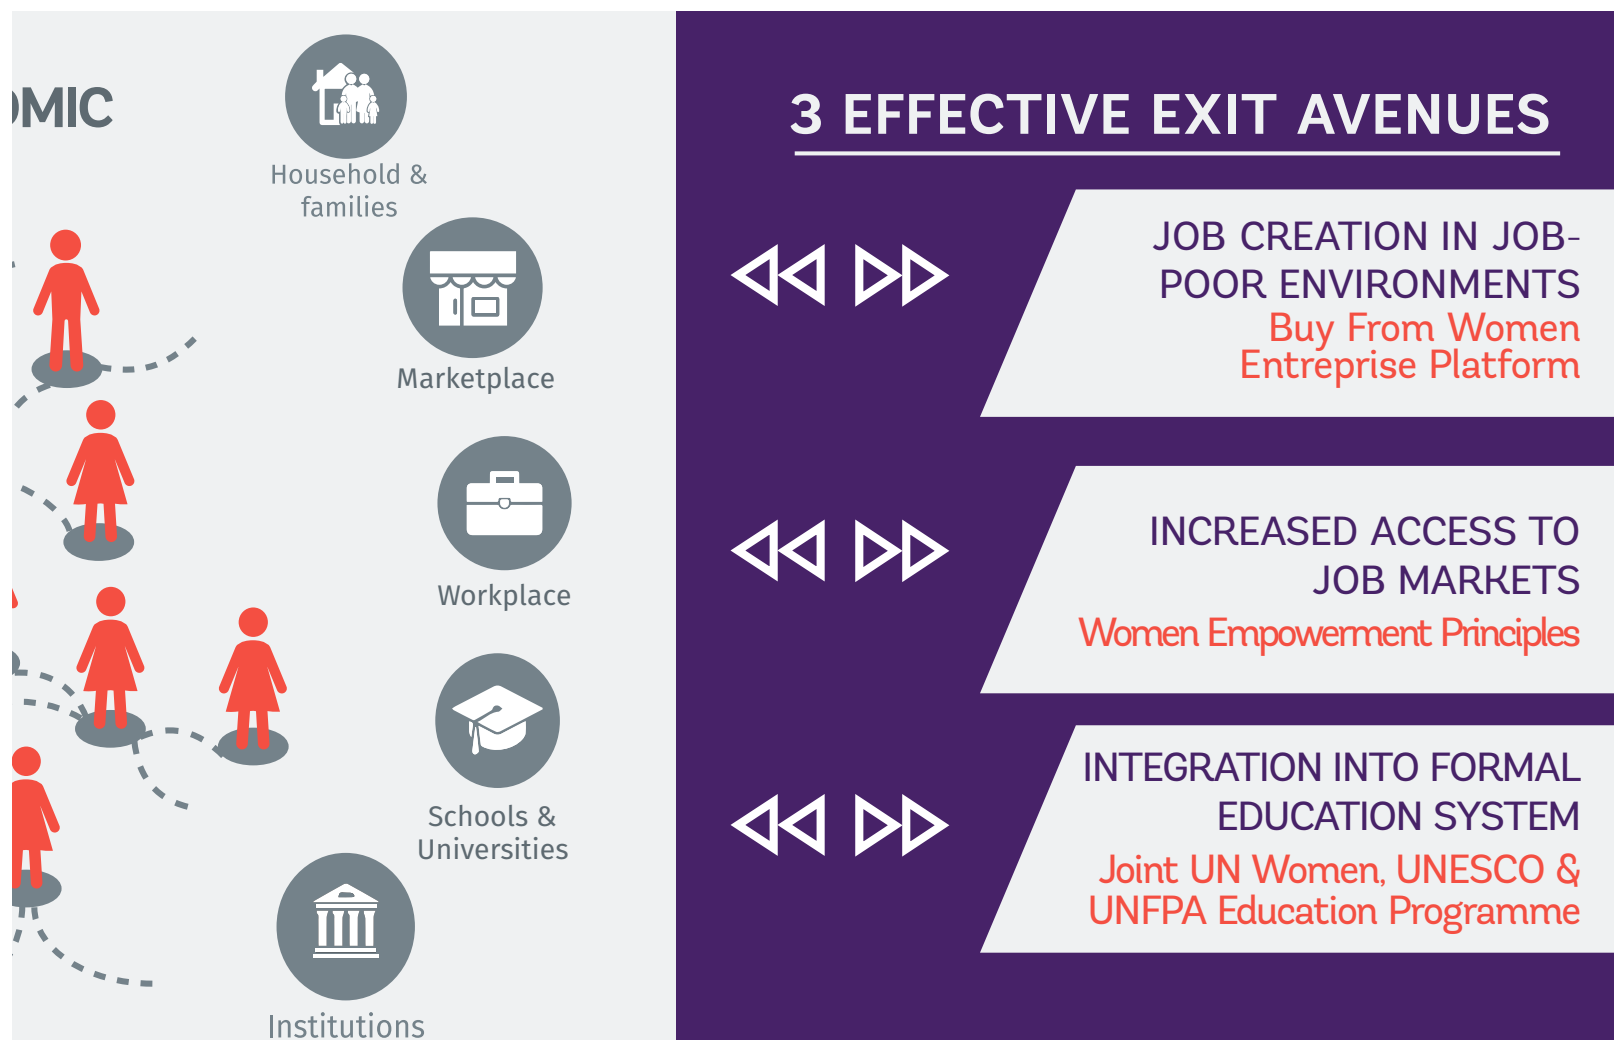 OMIC
Household &
families
Marketplace
Workplace
Schools &
Universities
Institutions
3 EFFECTIVE EXIT AVENUES
JOB CREATION IN JOB-
POOR ENVIRONMENTS
Buy From Women
Entreprise Platform
INCREASED ACCESS TO
JOB MARKETS
Women Empowerment Principles
INTEGRATION INTO FORMAL
EDUCATION SYSTEM
Joint UN Women, UNESCO &
UNFPA Education Programme